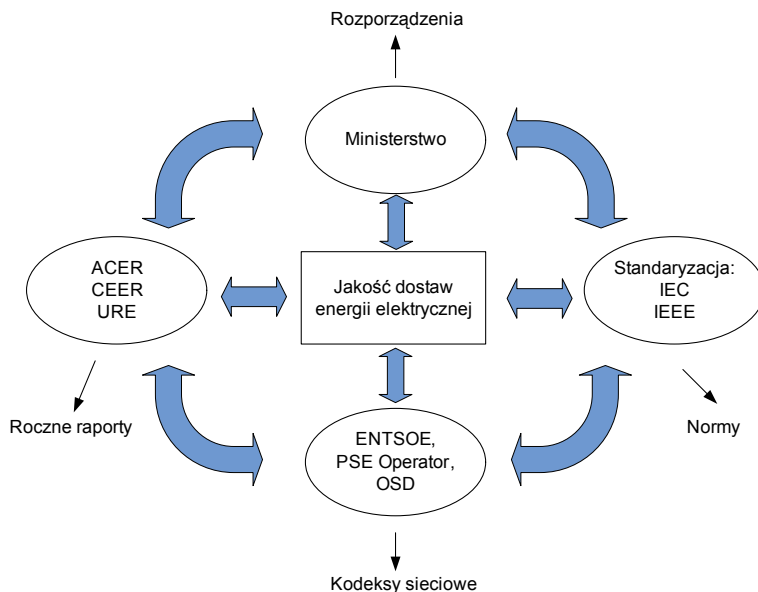 Rozporządzenia
Ministerstwo
ACER
CEER
URE
Jakość dostaw
energii elektrycznej
Standaryzacja:
IEC
IEEE
Roczne raporty
Normy
ENTSOE,
PSE Operator,
OSD
Kodeksy sieciowe